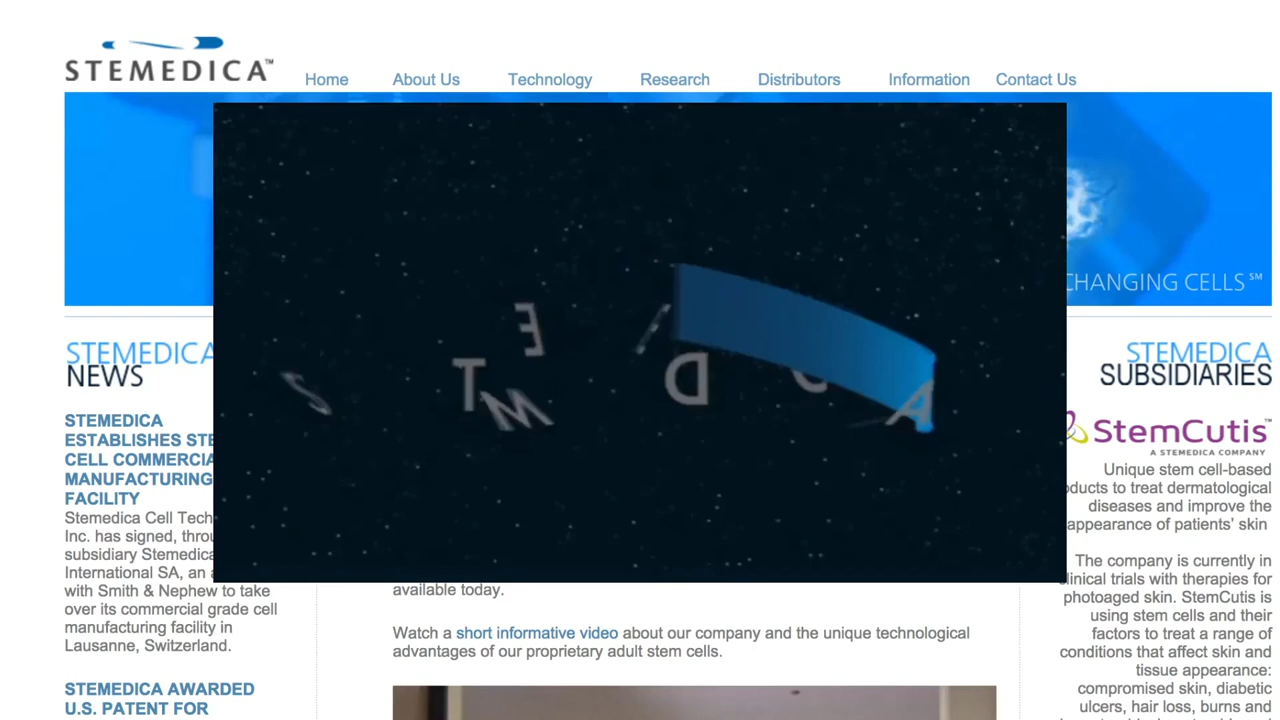 STEMEDICA™
Home About Us Technology Research Distributors Information Contact Us
CHANGING CELLS℠
STEMEDICA
NEWS
STEMEDICA
ESTABLISHES STE
CELL COMMERCIA
MANUFACTURING
FACILITY
Stemedica Cell Tech
Inc. has signed, throu
subsidiary Stemedica
International SA, an a
with Smith & Nephew to take
over its commercial grade cell
manufacturing facility in
Lausanne, Switzerland.
STEMEDICA AWARDED
U.S. PATENT FOR
S T E M E D I C A
available today.
Watch a short informative video about our company and the unique technological
advantages of our proprietary adult stem cells.
STEMEDICA
SUBSIDIARIES
StemCutis™
A STEMEDICA COMPANY
Unique stem cell-based
oducts to treat dermatological
diseases and improve the
appearance of patients' skin
The company is currently in
clinical trials with therapies for
photoaged skin. StemCutis is
using stem cells and their
factors to treat a range of
conditions that affect skin and
tissue appearance:
compromised skin, diabetic
ulcers, hair loss, burns and